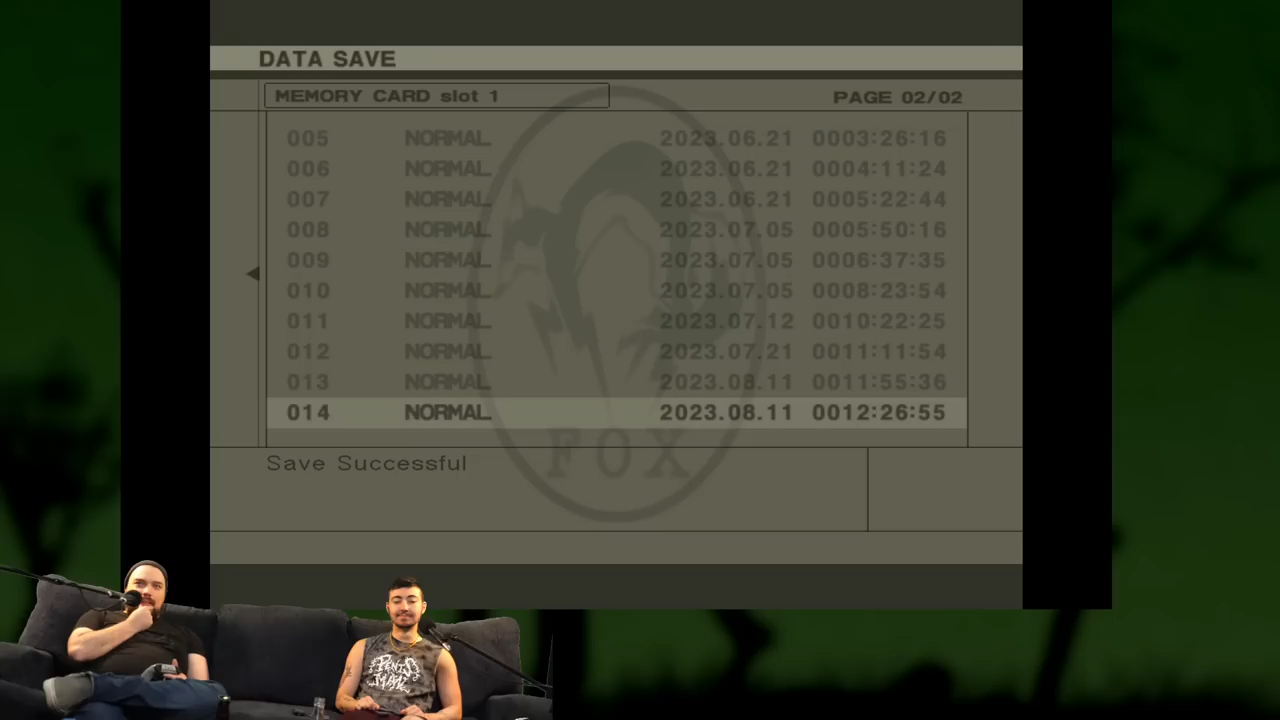 DATA SAVE
MEMORY CARD slot 1 PAGE 02/02
005 NORMAL 2023.06.21 0003:26:16
006 NORMAL 2023.06.21 0004:11:24
007 NORMAL 2023.06.21 0005:22:44
008 NORMAL 2023.07.05 0005:50:16
009 NORMAL 2023.07.05 0006:37:35
010 NORMAL 2023.07.05 0008:23:54
011 NORMAL 2023.07.12 0010:22:25
012 NORMAL 2023.07.21 0011:11:54
013 NORMAL 2023.08.11 0011:55:36
014 NORMAL 2023.08.11 0012:26:55
FOX
Save Successful
PENIS
MAN